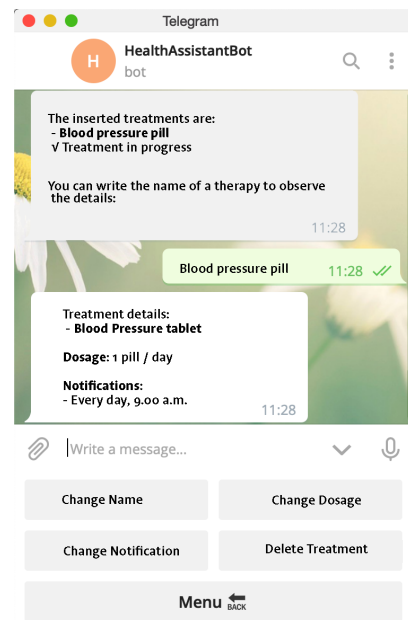 Telegram
H
HealthAssistantBot
bot
The inserted treatments are:
- Blood pressure pill
√ Treatment in progress
You can write the name of a therapy to observe
the details:
11:28
Blood pressure pill 11:28
Treatment details:
- Blood Pressure tablet
Dosage: 1 pill / day
Notifications:
- Every day, 9.00 a.m.
11:28
Write a message...
Change Name Change Dosage
Change Notification Delete Treatment
Menu BACK